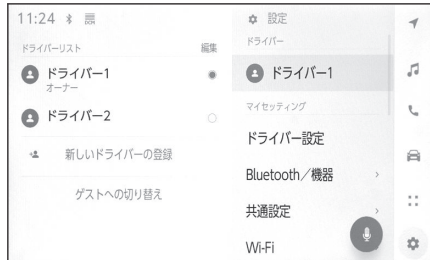 11:24
ドライバーリスト
編集
ドライバー1
オーナー
ドライバー2
新しいドライバーの登録
ゲストへの切り替え
設定
ドライバー
ドライバー1
マイセッティング
ドライバー設定
Bluetooth／機器
共通設定
Wi-Fi